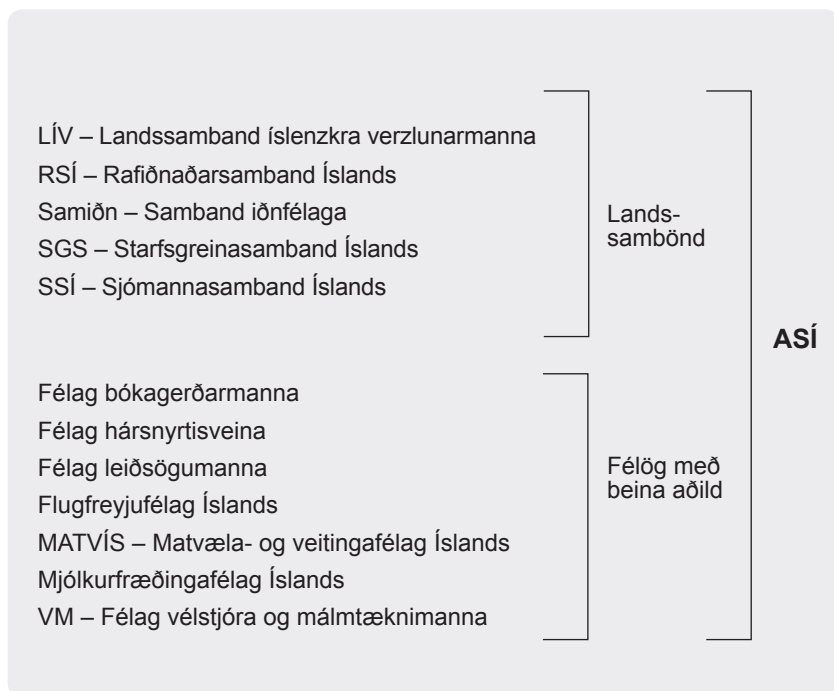 LÍV – Landssamband íslenzkra verzlunarmanna
RSÍ – Rafiðnaðarsamband Íslands
Samiðn – Samband iðnfélaga
SGS – Starfsgreinasamband Íslands
SSÍ – Sjómannasamband Íslands
Lands-
sambönd
ASÍ
Félag bókagerðarmanna
Félag hársnyrtisveina
Félag leiðsögumanna
Flugfreyjufélag Íslands
MATVÍS – Matvæla- og veitingafélag Íslands
Mjólkurfræðingafélag Íslands
VM – Félag vélstjóra og málmtæknimanna
Félög með
beina aðild